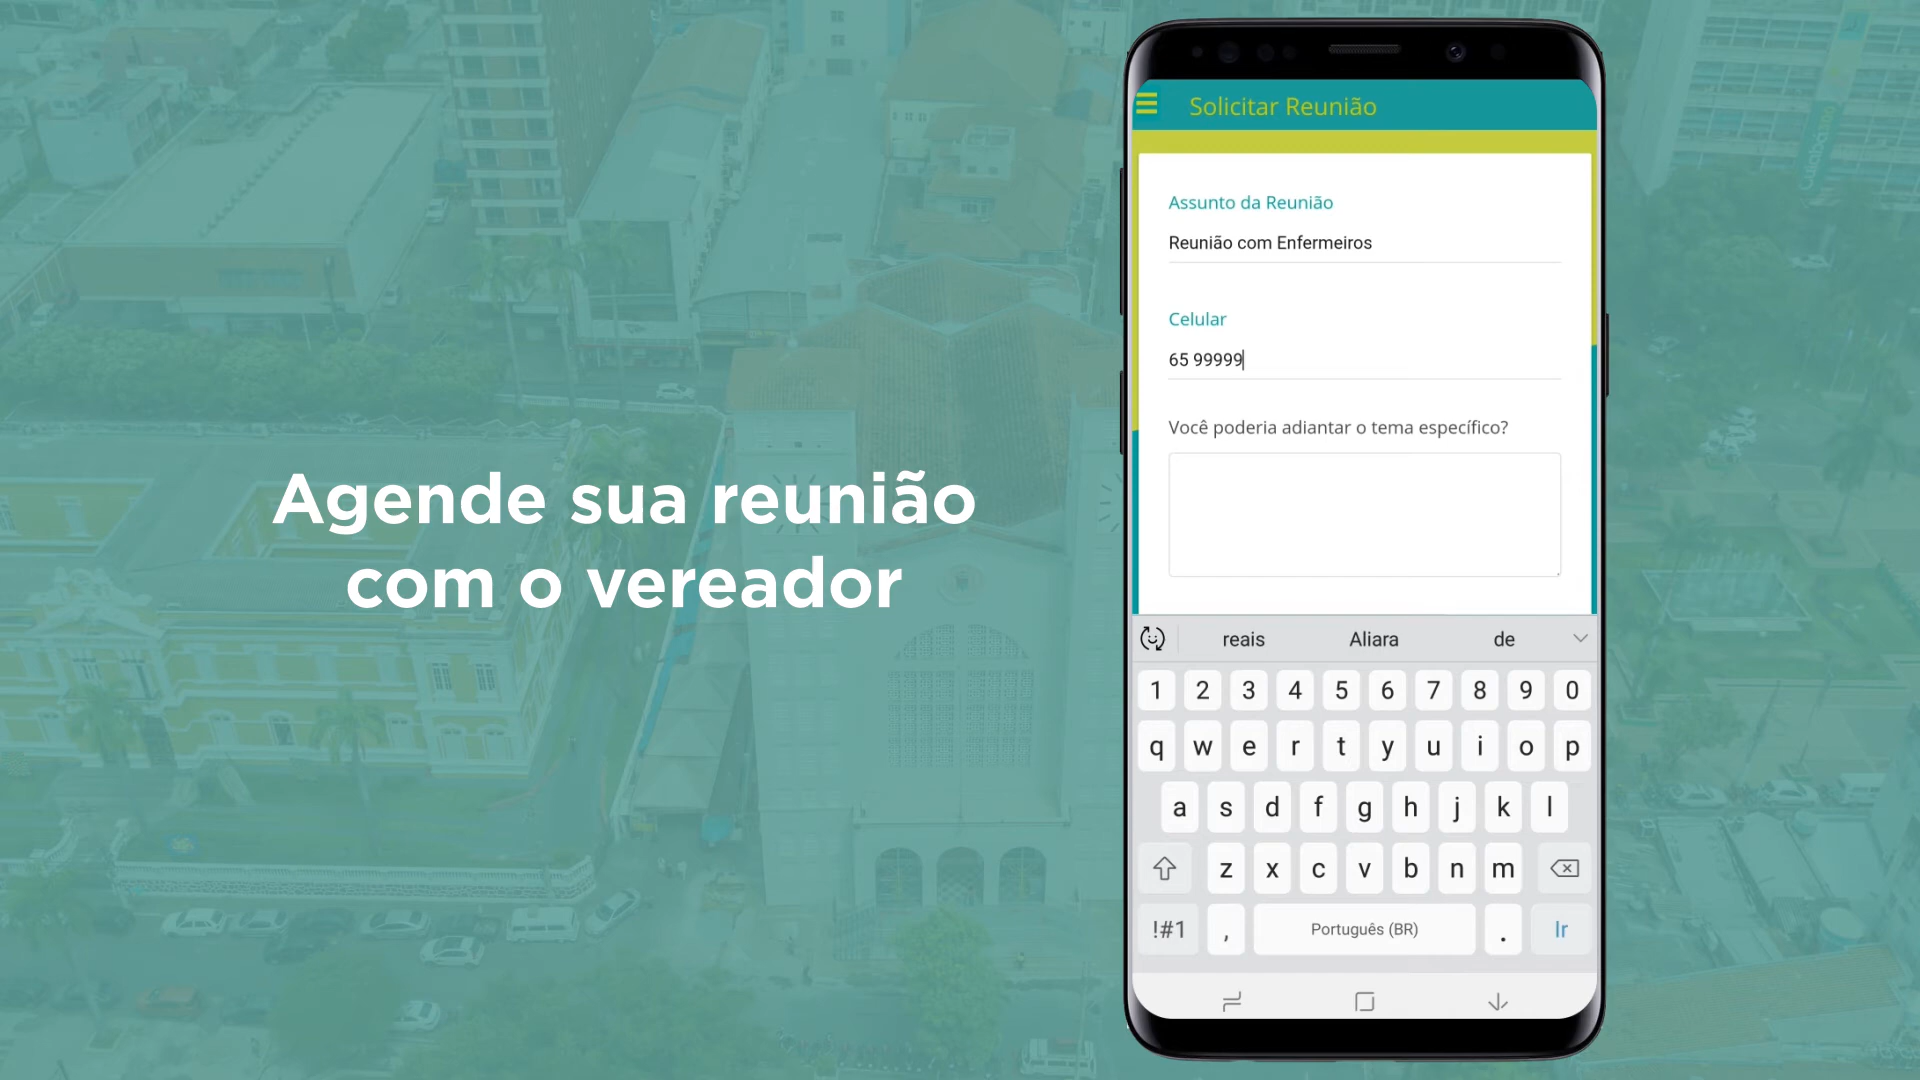 Agende sua reunião
com o vereador
Solicitar Reunião
Assunto da Reunião
Reunião com Enfermeiros
Celular
65 99999
Você poderia adiantar o tema específico?
reais Aliara de
1 2 3 4 5 6 7 8 9 0
q w e r t y u i o p
a s d f g h j k l
z x c v b n m
!#1 , Português (BR) . Ir